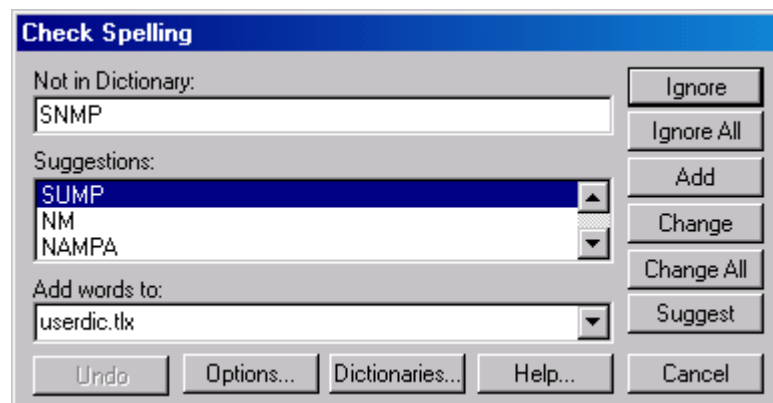 Check Spelling
Not in Dictionary:
SNMP
Suggestions:
SUMP
NM
NAMPA
Add words to:
userdic.tlx
Ignore
Ignore All
Add
Change
Change All
Suggest
Undo
Options...
Dictionaries...
Help...
Cancel